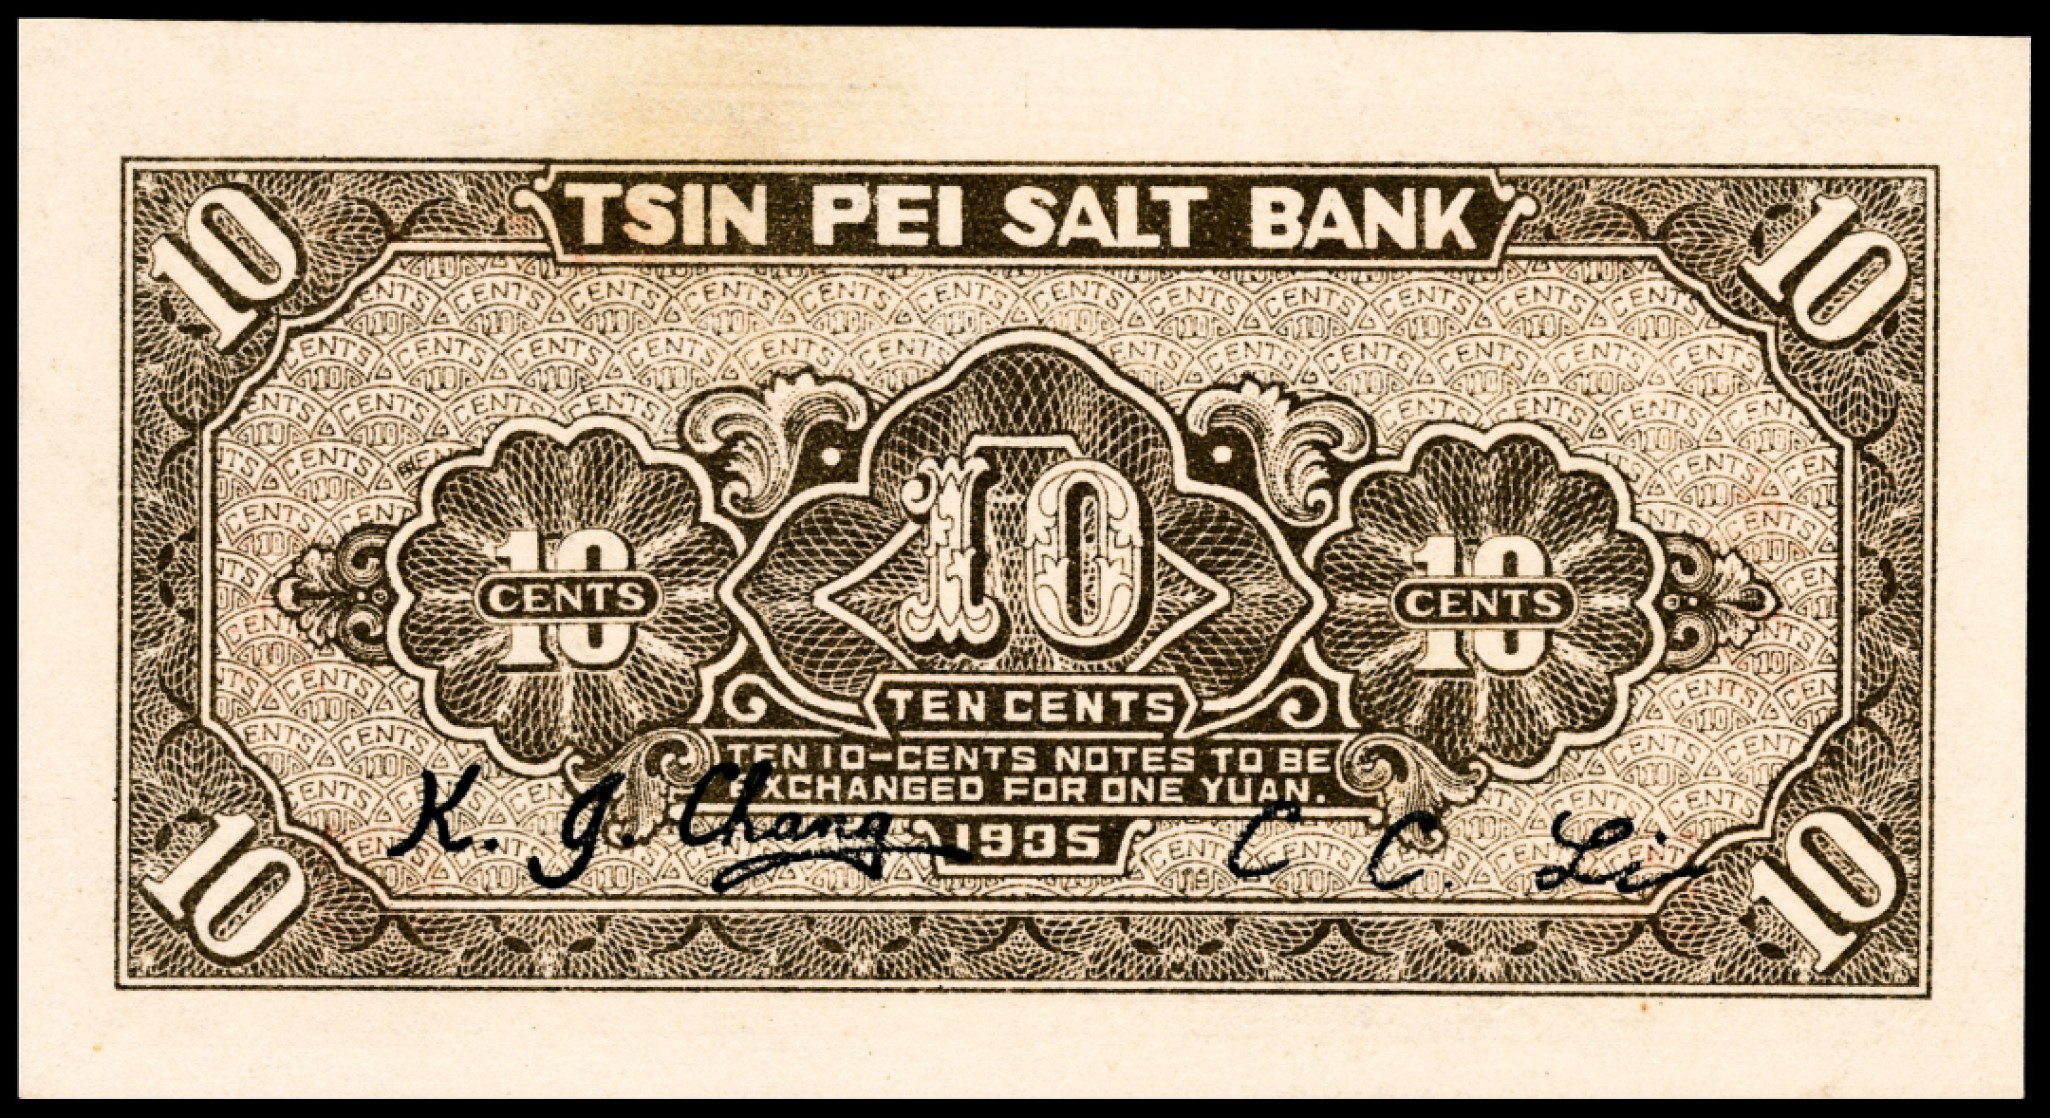 TSIN PEI SALT BANK
10 10
10
10 CENTS 10 CENTS
TEN CENTS
TEN 10-CENTS NOTES TO BE
EXCHANGED FOR ONE YUAN.
K. J. Chang 1935 C C. Li
10 10